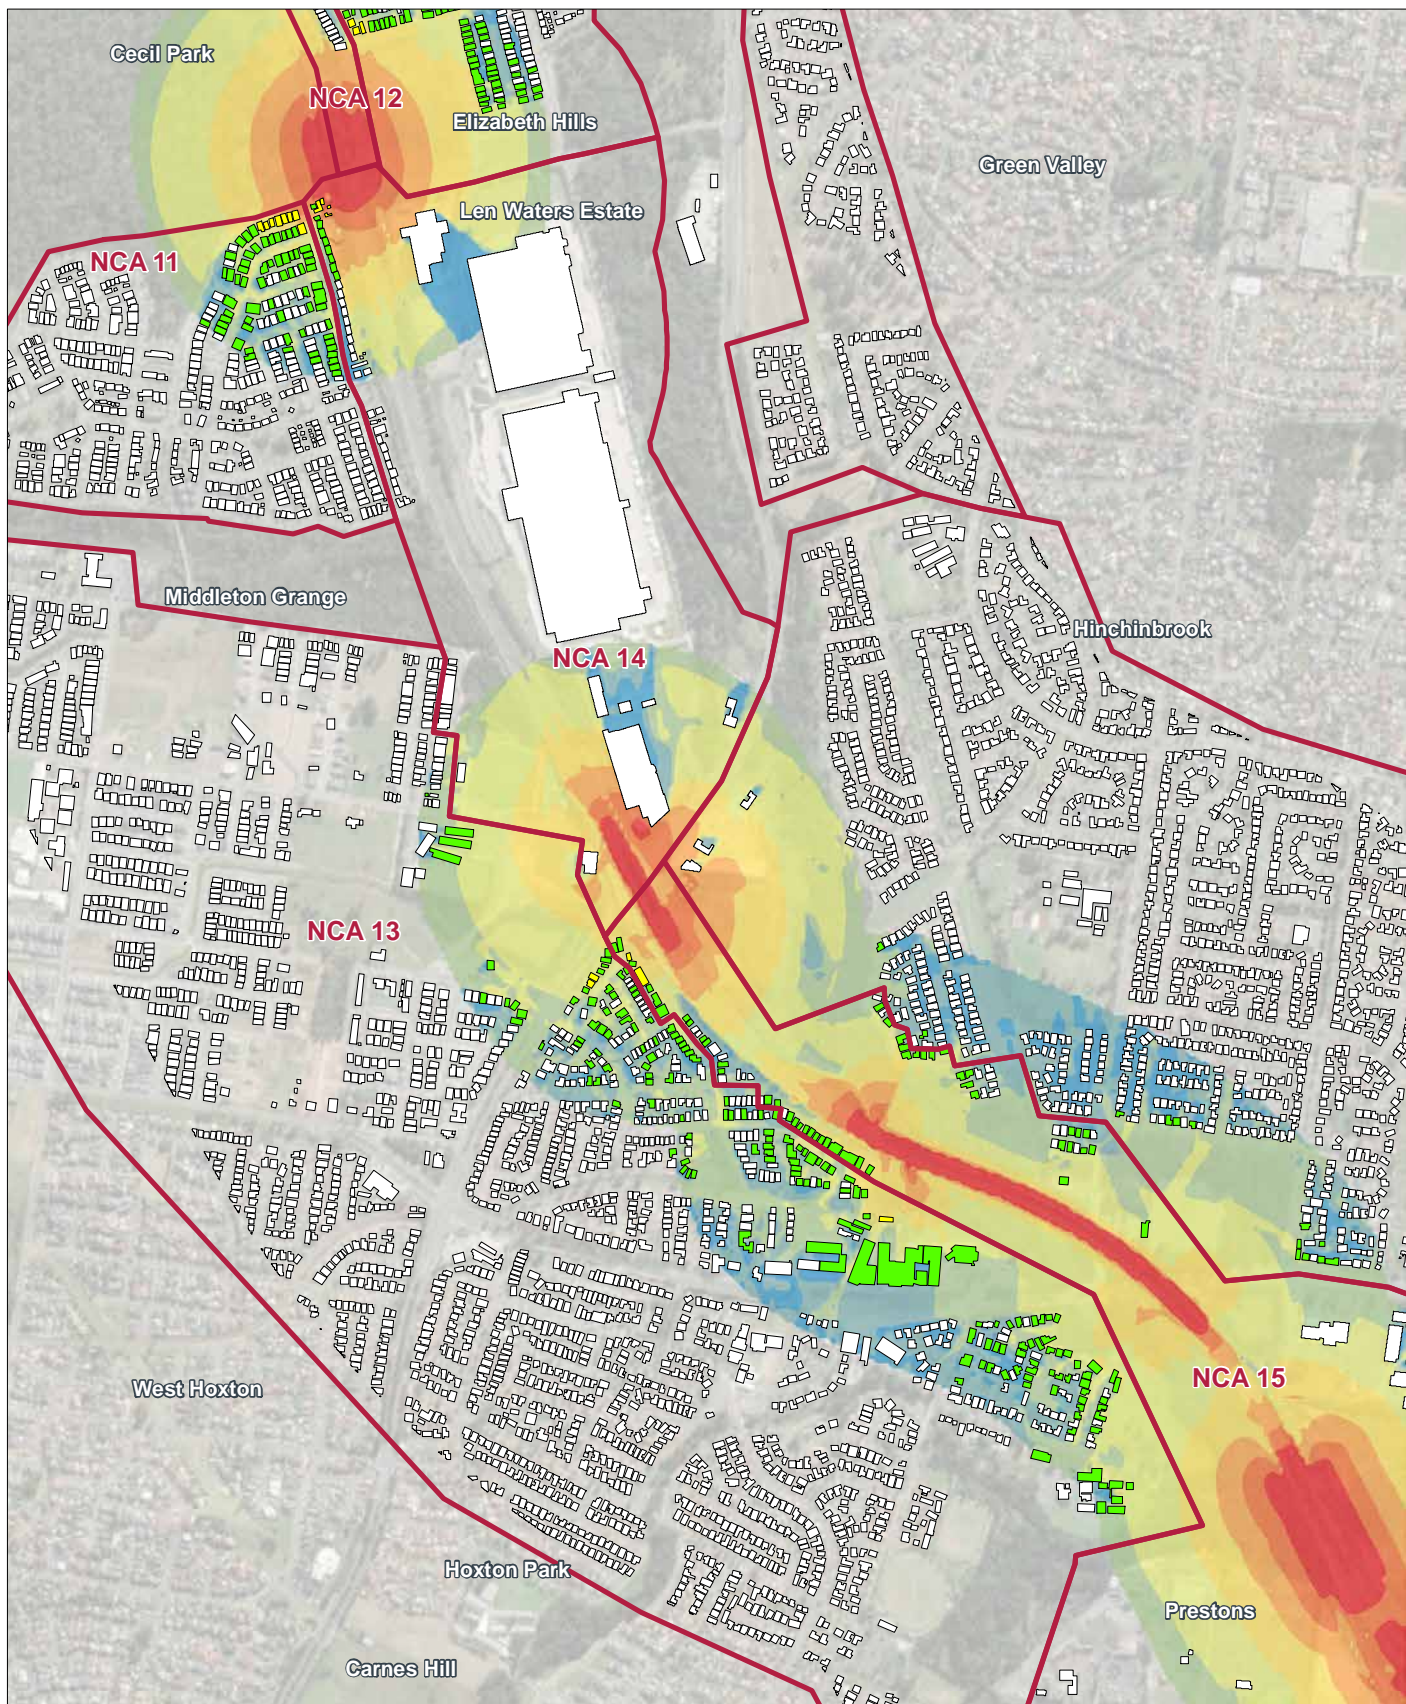 Cecil Park
NCA 12
Elizabeth Hills
Green Valley
Len Waters Estate
NCA 11
Middleton Grange
Hinchinbrook
NCA 14
NCA 13
West Hoxton
NCA 15
Hoxton Park
Prestons
Carnes Hill